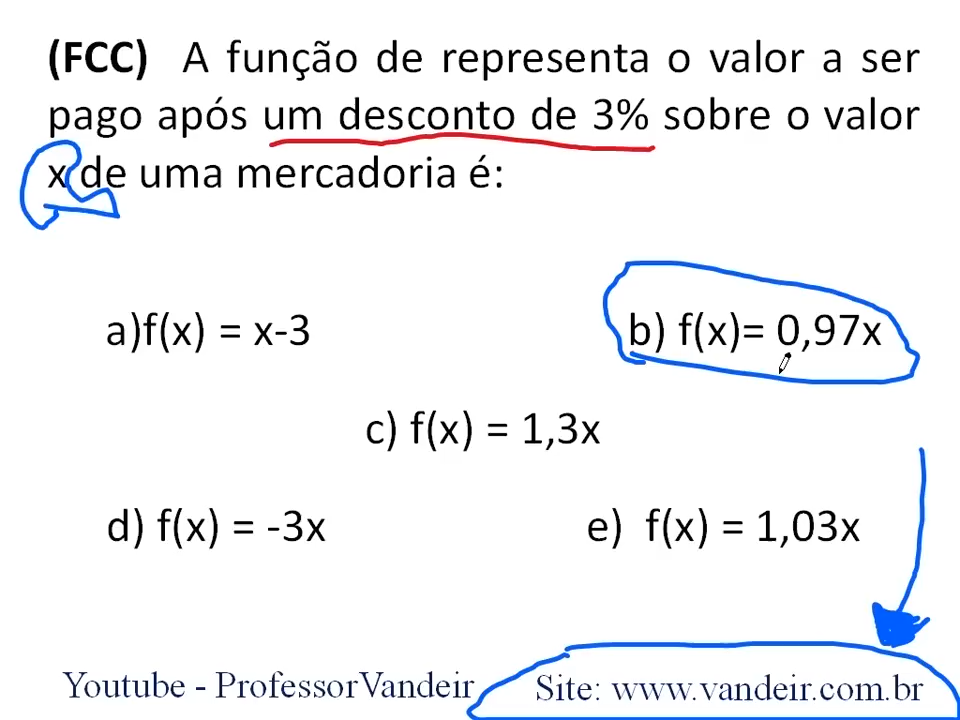 (FCC) A função de representa o valor a ser
pago após um desconto de 3% sobre o valor
x de uma mercadoria é:
a)f(x) = x-3
b) f(x)= 0,97x
c) f(x) = 1,3x
d) f(x) = -3x
e) f(x) = 1,03x
Youtube - ProfessorVandeir
Site: www.vandeir.com.br